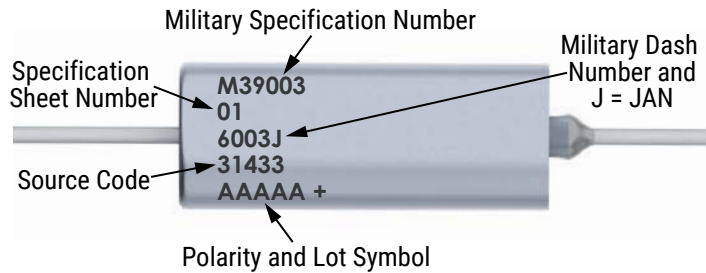 Military Specification Number
Specification
Sheet Number
Military Dash
Number and
J = JAN
M39003
01
6003J
31433
AAAAA +
Source Code
Polarity and Lot Symbol